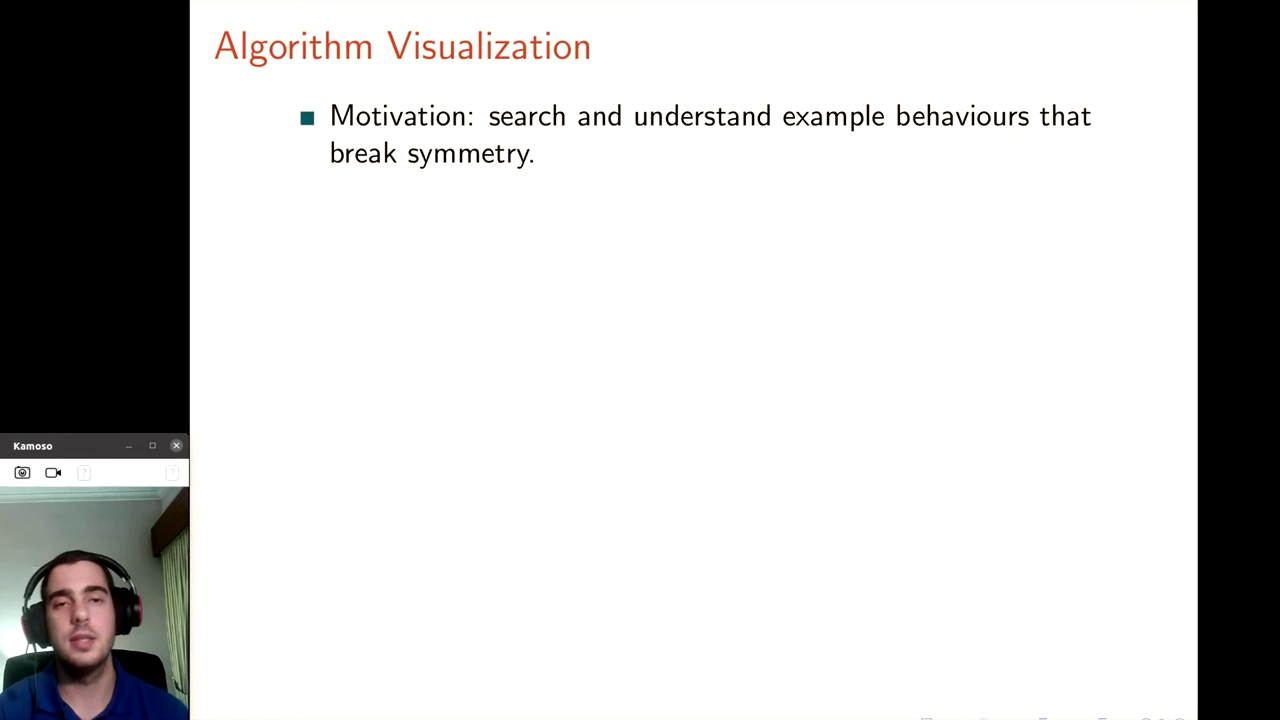 Algorithm Visualization
Motivation: search and understand example behaviours that
break symmetry.
Kamoso